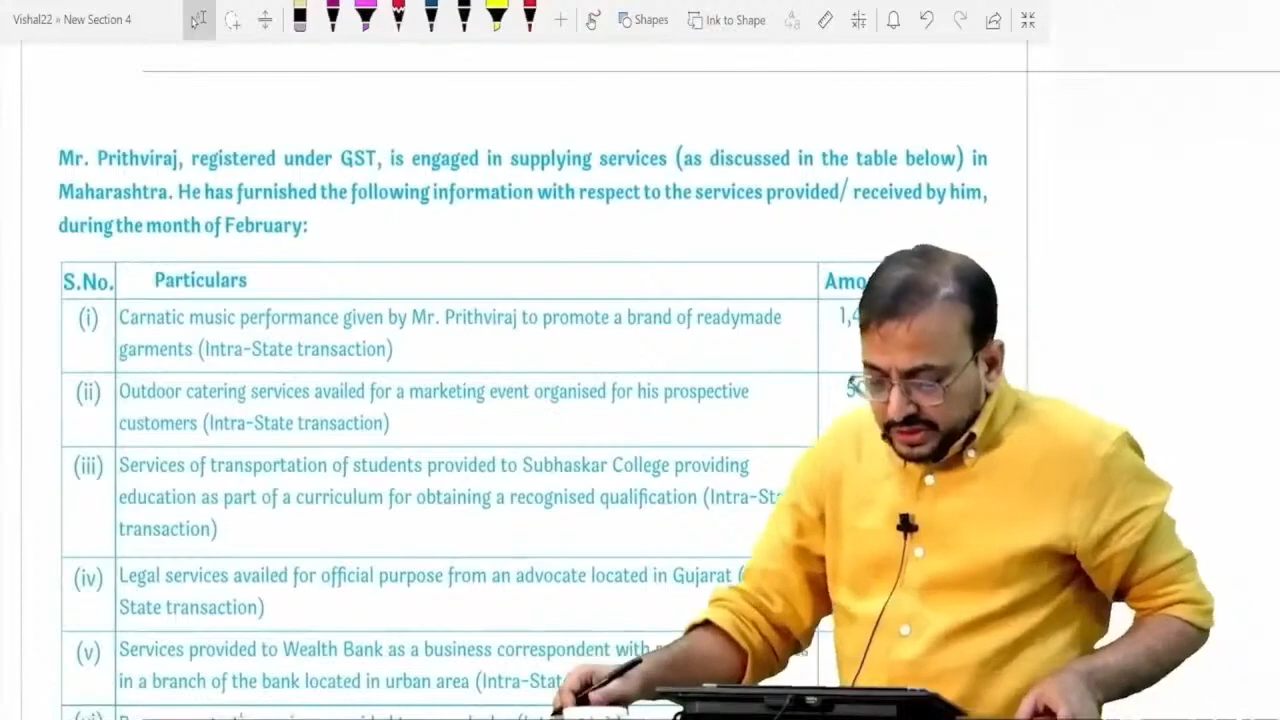 Vishal22 » New Section 4
Shapes
Ink to Shape
Mr. Prithviraj, registered under GST, is engaged in supplying services (as discussed in the table below) in
Maharashtra. He has furnished the following information with respect to the services provided/ received by him,
during the month of February:
S.No. Particulars
(i) Carnatic music performance given by Mr. Prithviraj to promote a brand of readymade
garments (Intra-State transaction)
(ii) Outdoor catering services availed for a marketing event organised for his prospective
customers (Intra-State transaction)
(iii) Services of transportation of students provided to Subhaskar College providing
education as part of a curriculum for obtaining a recognised qualification
transaction)
(iv) Legal services availed for official purpose from an advocate located in Gujarat
State transaction)
(v) Services provided to Wealth Bank as a business correspondent with
in a branch of the bank located in urban area